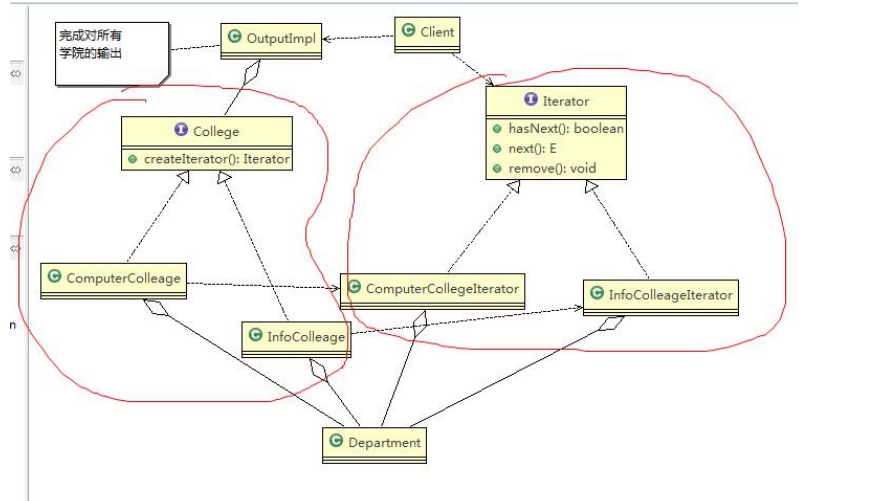 完成对所有
学院的输出
OutputImpl
Client
Iterator
hasNext(): boolean
next(): E
remove(): void
College
createIterator(): Iterator
ComputerColleage
ComputerCollegeIterator
InfoColleageIterator
InfoColleage
n
Department